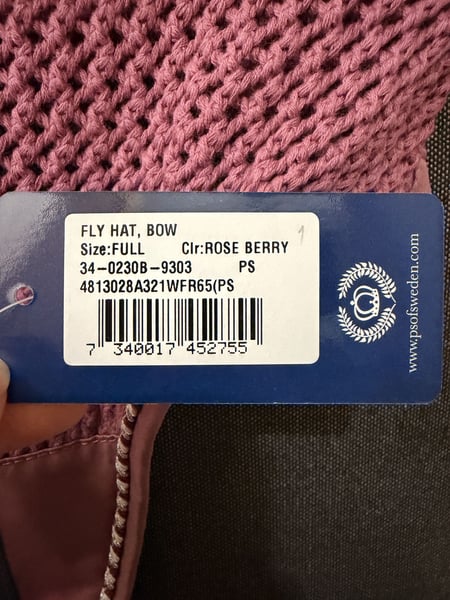 FLY HAT, BOW
Size:FULL Clr:ROSE BERRY
34-0230B-9303 PS
4813028A321WFR65(PS
7 340017 452755
1
www.psofsweden.com